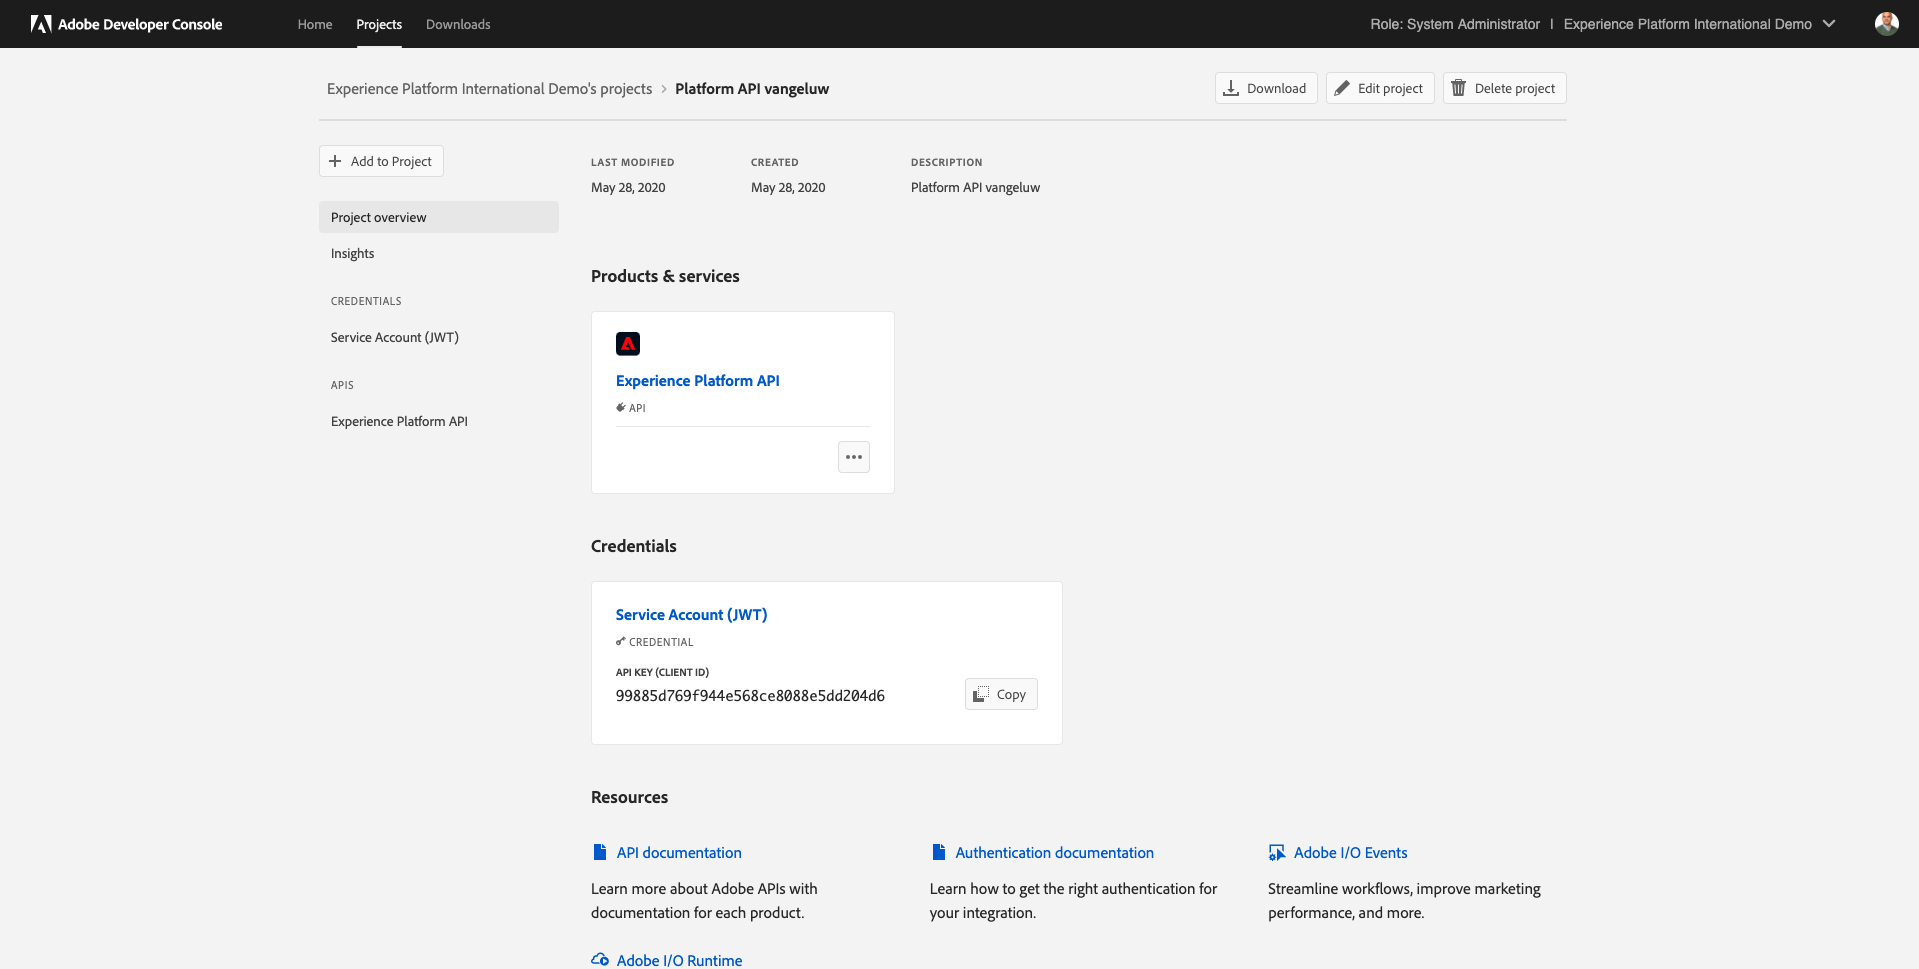 Adobe Developer Console
Home
Projects
Downloads
Role: System Administrator | Experience Platform International Demo
Experience Platform International Demo's projects > Platform API vangeluw
Download
Edit project
Delete project
Add to Project
Project overview
Insights
CREDENTIALS
Service Account (JWT)
APIS
Experience Platform API
LAST MODIFIED
May 28, 2020
CREATED
May 28, 2020
DESCRIPTION
Platform API vangeluw
Products & services
Experience Platform API
API
Credentials
Service Account (JWT)
CREDENTIAL
API KEY (CLIENT ID)
99885d769f944e568ce8088e5dd204d6
Copy
Resources
API documentation
Learn more about Adobe APIs with
documentation for each product.
Authentication documentation
Learn how to get the right authentication for
your integration.
Adobe I/O Events
Streamline workflows, improve marketing
performance, and more.
Adobe I/O Runtime